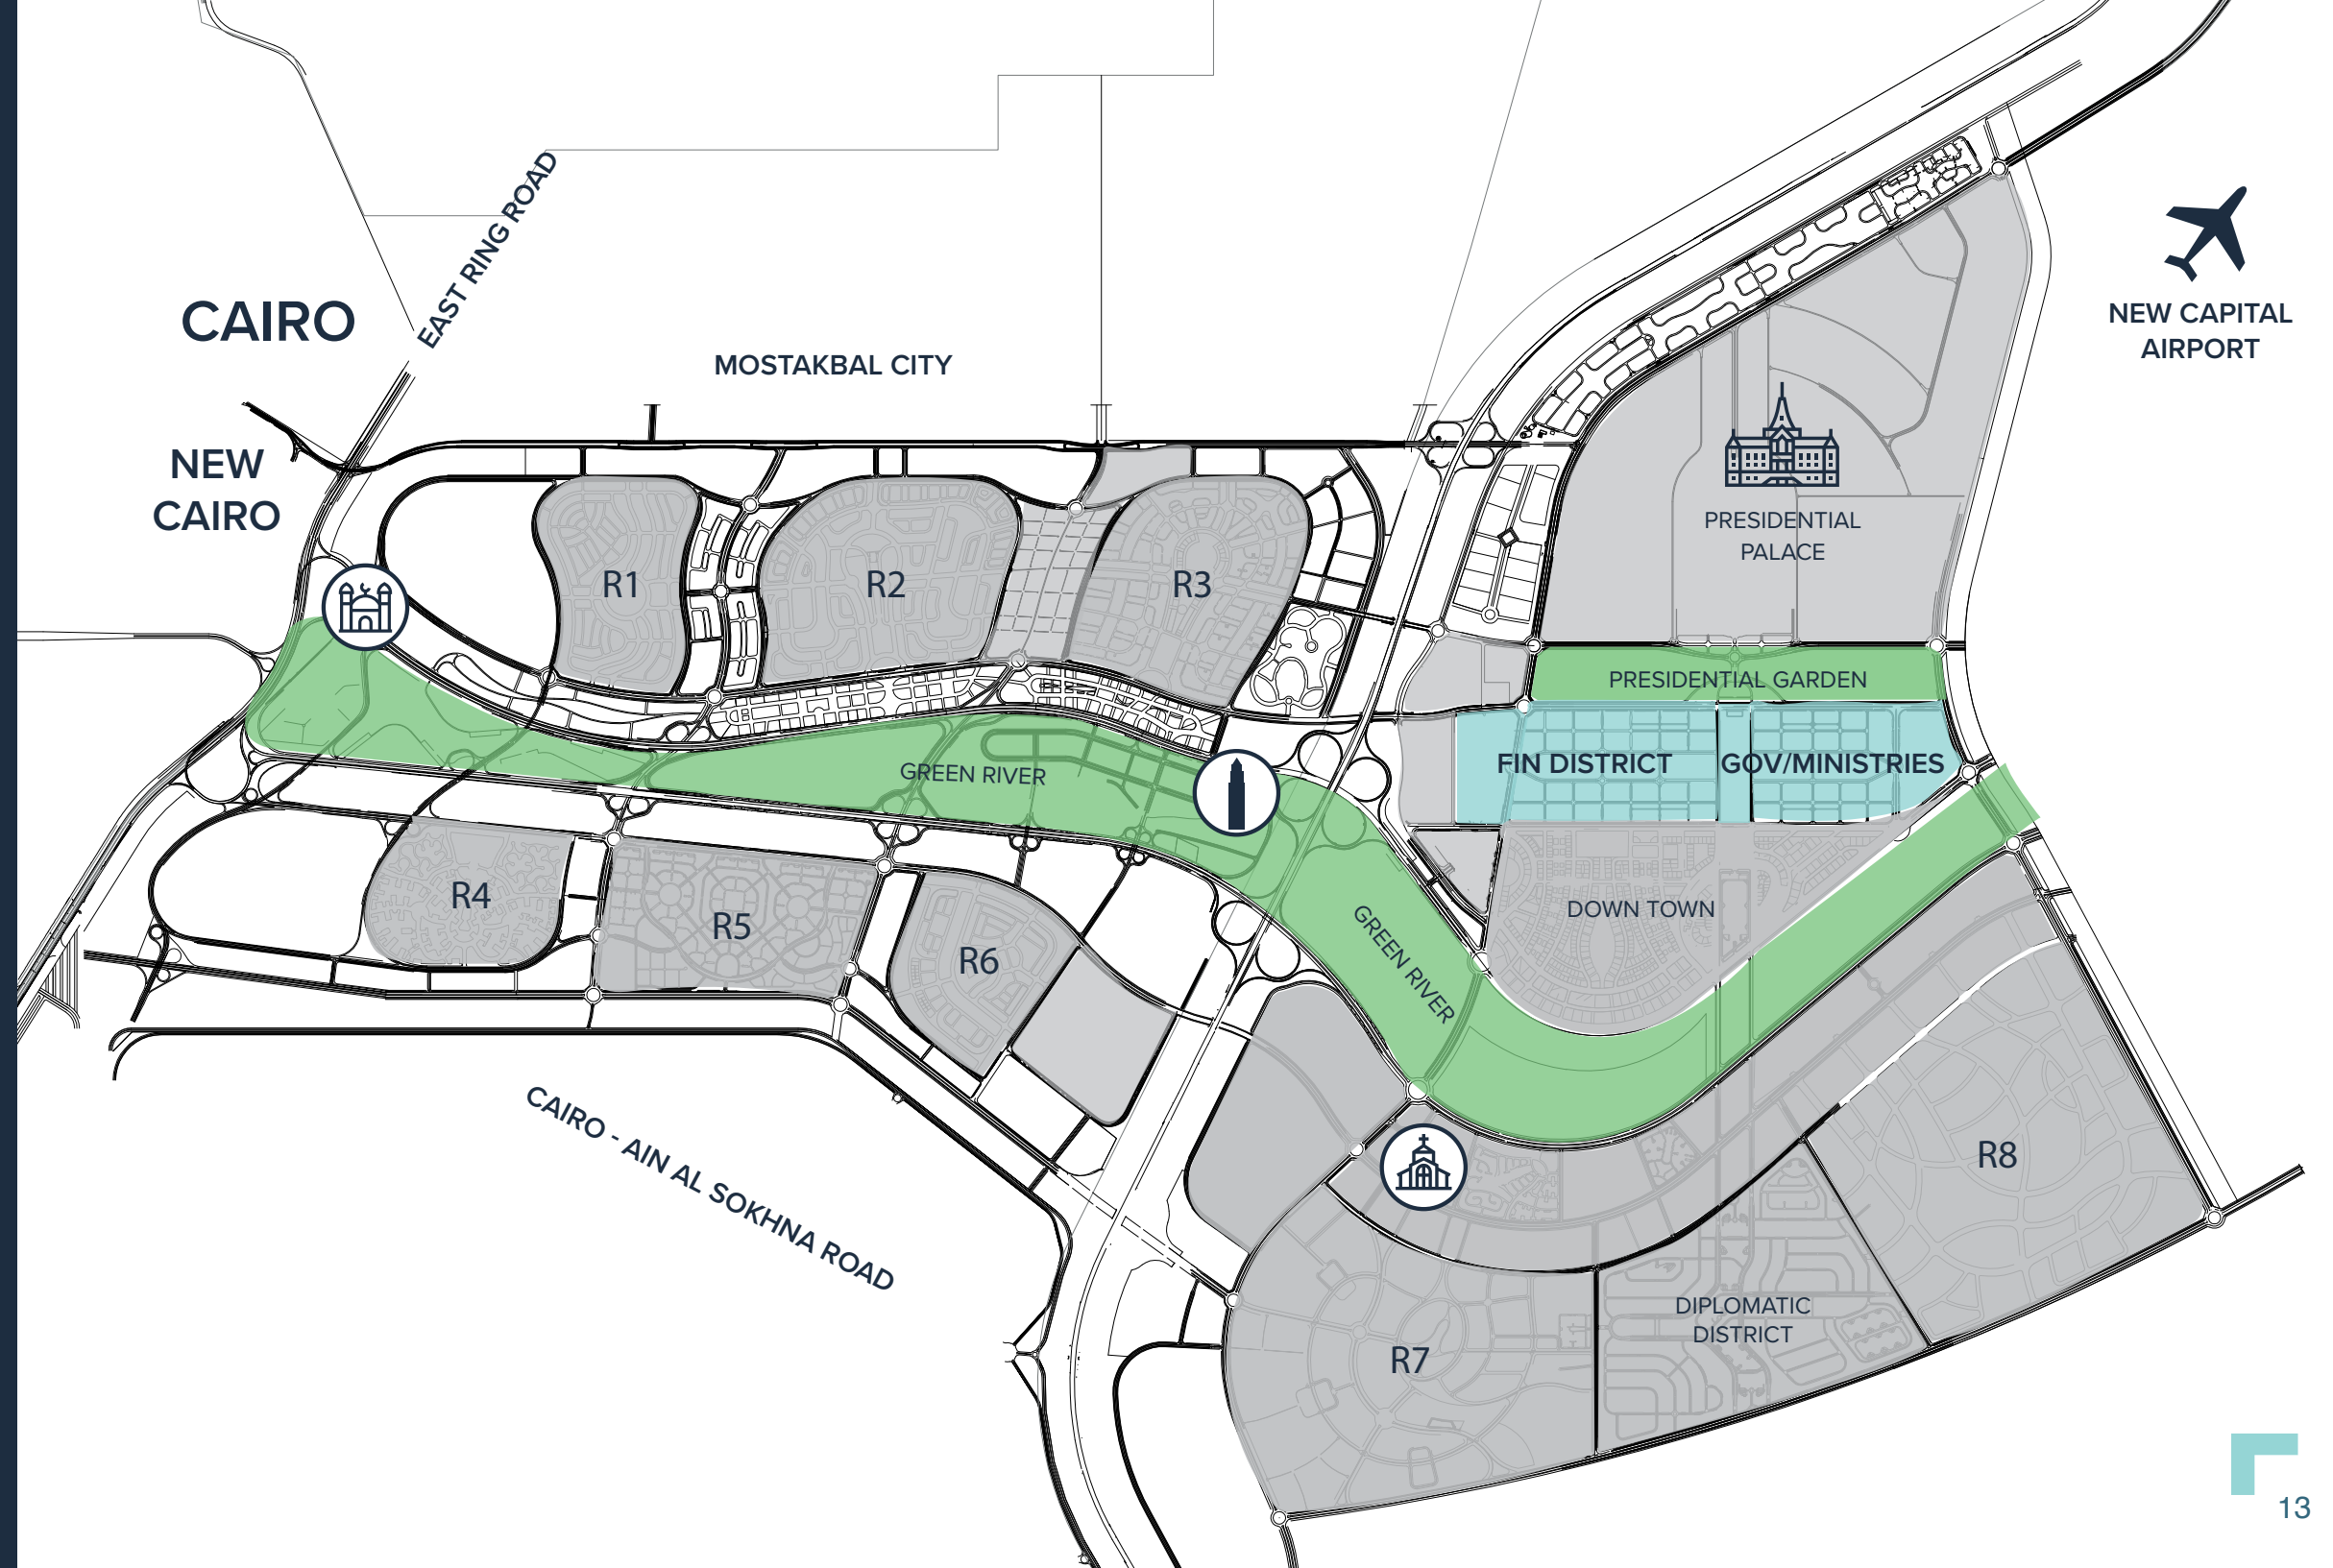 EAST RING ROAD
CAIRO
NEW CAPITAL
AIRPORT
MOSTAKBAL CITY
NEW
CAIRO
PRESIDENTIAL
PALACE
R1
R2
R3
PRESIDENTIAL GARDEN
GREEN RIVER
FIN DISTRICT
GOV/MINISTRIES
R4
R5
R6
GREEN RIVER
DOWN TOWN
CAIRO - AIN AL SOKHNA ROAD
R8
DIPLOMATIC
DISTRICT
R7
13